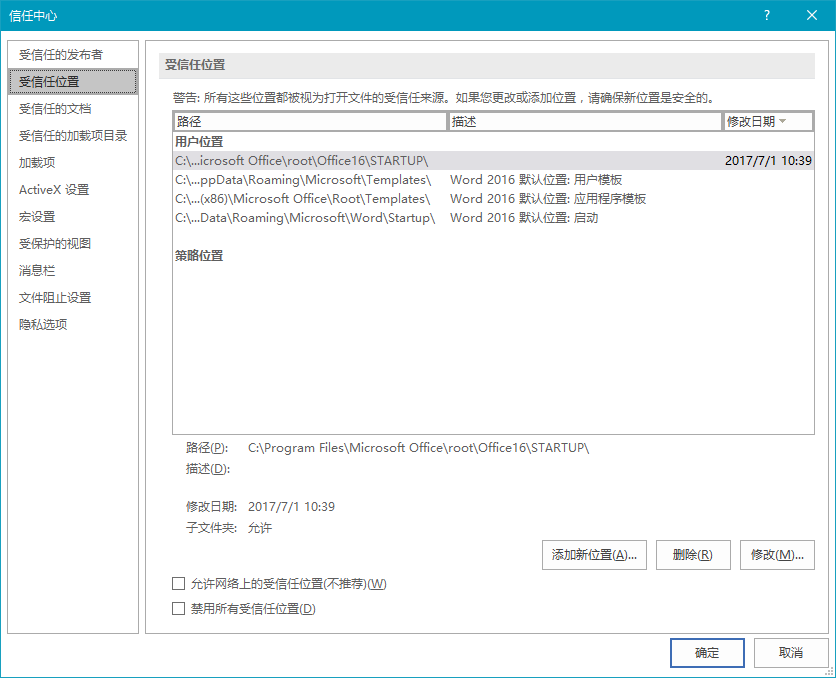 信任中心
受信任的发布者
受信任位置
受信任的文档
受信任的加载项目录
加载项
ActiveX 设置
宏设置
受保护的视图
消息栏
文件阻止设置
隐私选项
受信任位置
警告: 所有这些位置都被视为打开文件的受信任来源。如果您更改或添加位置，请确保新位置是安全的。
路径 描述 修改日期
用户位置
C:\...icrosoft Office\root\Office16\STARTUP\ 2017/7/1 10:39
C:\...ppData\Roaming\Microsoft\Templates\ Word 2016 默认位置: 用户模板
C:\...(x86)\Microsoft Office\Root\Templates\ Word 2016 默认位置: 应用程序模板
C:\...Data\Roaming\Microsoft\Word\Startup\ Word 2016 默认位置: 启动
策略位置
路径(P): C:\Program Files\Microsoft Office\root\Office16\STARTUP\
描述(D):
修改日期: 2017/7/1 10:39
子文件夹: 允许
添加新位置(A)... 删除(R) 修改(M)...
允许网络上的受信任位置(不推荐)(W)
禁用所有受信任位置(D)
确定 取消